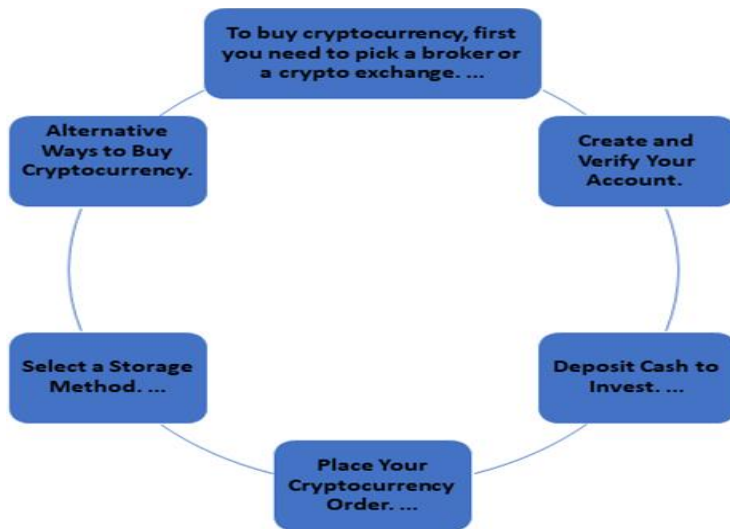 To buy cryptocurrency, first
you need to pick a broker or
a crypto exchange. ...
Create and
Verify Your
Account.
Deposit Cash to
Invest. ...
Place Your
Cryptocurrency
Order. ...
Select a Storage
Method. ...
Alternative
Ways to Buy
Cryptocurrency.